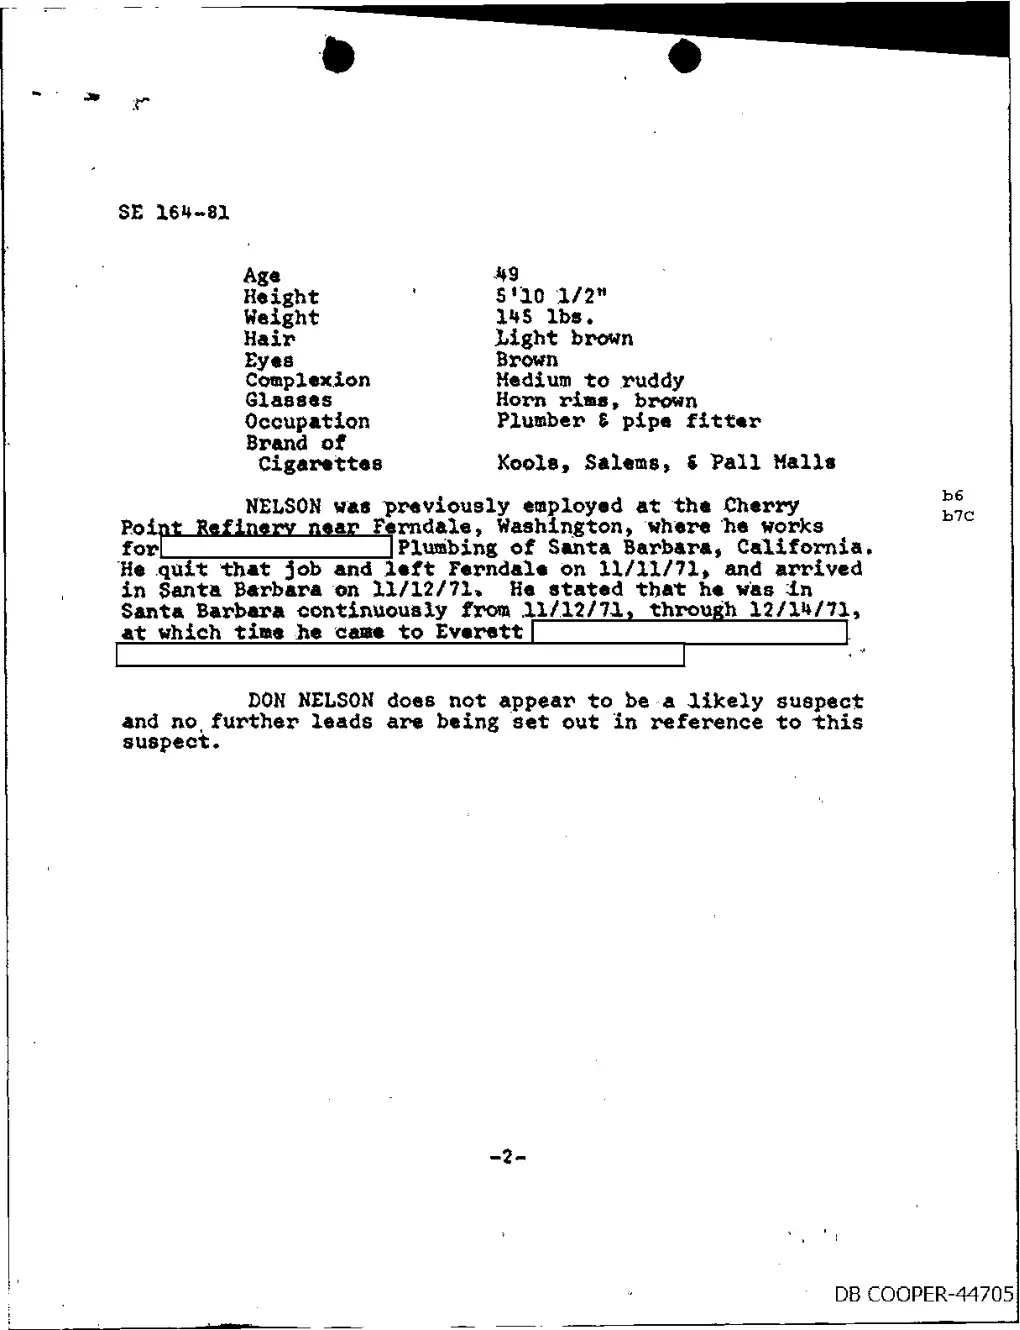 SE 164-81
Age 49
Height 5'10 1/2"
Weight 145 lbs.
Hair Light brown
Eyes Brown
Complexion Medium to ruddy
Glasses Horn rims, brown
Occupation Plumber & pipe fitter
Brand of
Cigarettes Kools, Salems, & Pall Malls
NELSON was previously employed at the Cherry b6
Point Refinery near Ferndale, Washington, where he works b7C
for Plumbing of Santa Barbara, California.
He quit that job and left Ferndale on 11/11/71, and arrived
in Santa Barbara on 11/12/71. He stated that he was in
Santa Barbara continuously from 11/12/71, through 12/14/71,
at which time he came to Everett
DON NELSON does not appear to be a likely suspect
and no further leads are being set out in reference to this
suspect.
-2-
DB COOPER-44705